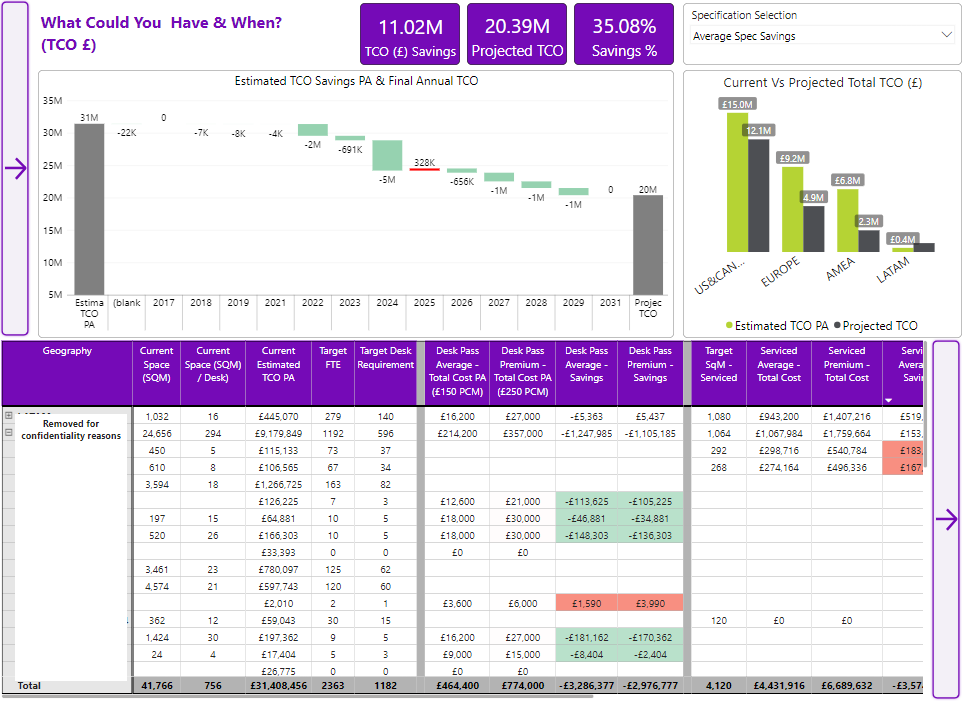 What Could You Have & When?
(TCO £)
11.02M
TCO (£) Savings
20.39M
Projected TCO
35.08%
Savings %
Specification Selection
Average Spec Savings
Estimated TCO Savings PA & Final Annual TCO
35M
30M
25M
20M
15M
10M
5M
31M
-22K
0
-7K
-8K
-4K
-2M
-691K
-5M
328K
-656K
-1M
-1M
-1M
0
20M
Estima TCO PA
(blank
2017
2018
2019
2021
2022
2023
2024
2025
2026
2027
2028
2029
2031
Projec TCO
Current Vs Projected Total TCO (£)
£15.0M
12.1M
£9.2M
4.9M
£6.8M
2.3M
£0.4M
US&CAN...
EUROPE
AMEA
LATAM
Estimated TCO PA
Projected TCO
Geography
Current Space (SQM)
Current Space (SQM) / Desk)
Current Estimated TCO PA
Target FTE
Target Desk Requirement
Desk Pass Average - Total Cost PA (£150 PCM)
Desk Pass Premium - Total Cost PA (£250 PCM)
Desk Pass Average - Savings
Desk Pass Premium - Savings
Target SqM - Serviced
Serviced Average - Total Cost
Serviced Premium - Total Cost
Servi Avera Savi
Removed for
confidentiality reasons
1,032 16 £445,070 279 140 £16,200 £27,000 -£5,363 £5,437 1,080 £943,200 £1,407,216 £519,
24,656 294 £9,179,849 1192 596 £214,200 £357,000 -£1,247,985 -£1,105,185 1,064 £1,067,984 £1,759,664 £153,
450 5 £115,133 73 37 292 £298,716 £540,784 £183,
610 8 £106,565 67 34 268 £274,164 £496,336 £167,
3,594 18 £1,266,725 163 82
£126,225 7 3 £12,600 £21,000 -£113,625 -£105,225
197 15 £64,881 10 5 £18,000 £30,000 -£46,881 -£34,881
520 26 £166,303 10 5 £18,000 £30,000 -£148,303 -£136,303
£33,393 0 0 £0 £0
3,461 23 £780,097 125 62
4,574 21 £597,743 120 60
£2,010 2 1 £3,600 £6,000 £1,590 £3,990
362 12 £59,043 30 15 120 £0 £0
1,424 30 £197,362 9 5 £16,200 £27,000 -£181,162 -£170,362
24 4 £17,404 5 3 £9,000 £15,000 -£8,404 -£2,404
£26,775 0 0 £0 £0
Total 41,766 756 £31,408,456 2363 1182 £464,400 £774,000 -£3,286,377 -£2,976,777 4,120 £4,431,916 £6,689,632 -£3,57